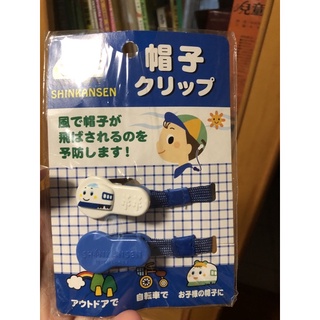 SHINKANSEN
帽子
クリップ
風で帽子が
飛ばされるのを
予防します！
アウトドアで
自転車で
お子様の帽子に
児童